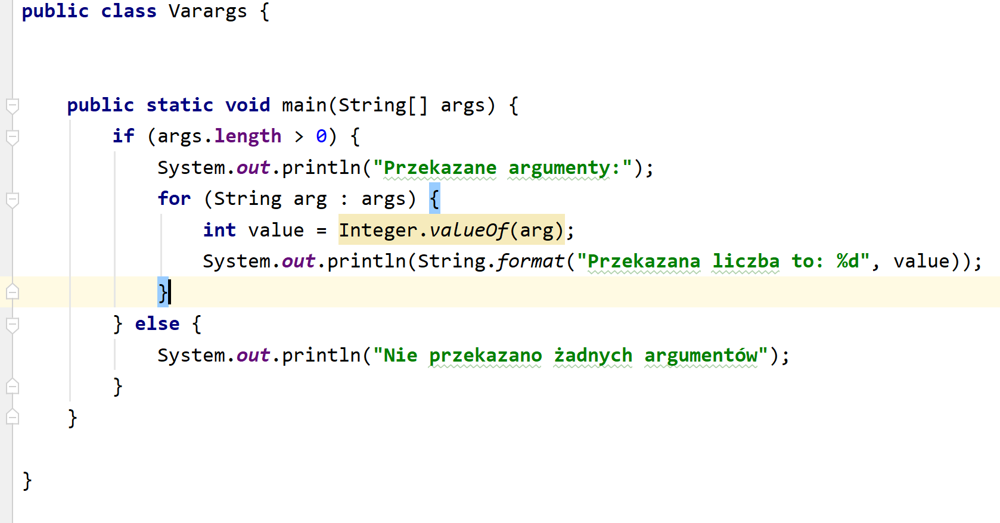 public class Varargs {
public static void main(String[] args) {
if (args.length > 0) {
System.out.println("Przekazane argumenty:");
for (String arg : args) {
int value = Integer.valueOf(arg);
System.out.println(String.format("Przekazana liczba to: %d", value));
}
} else {
System.out.println("Nie przekazano żadnych argumentów");
}
}
}